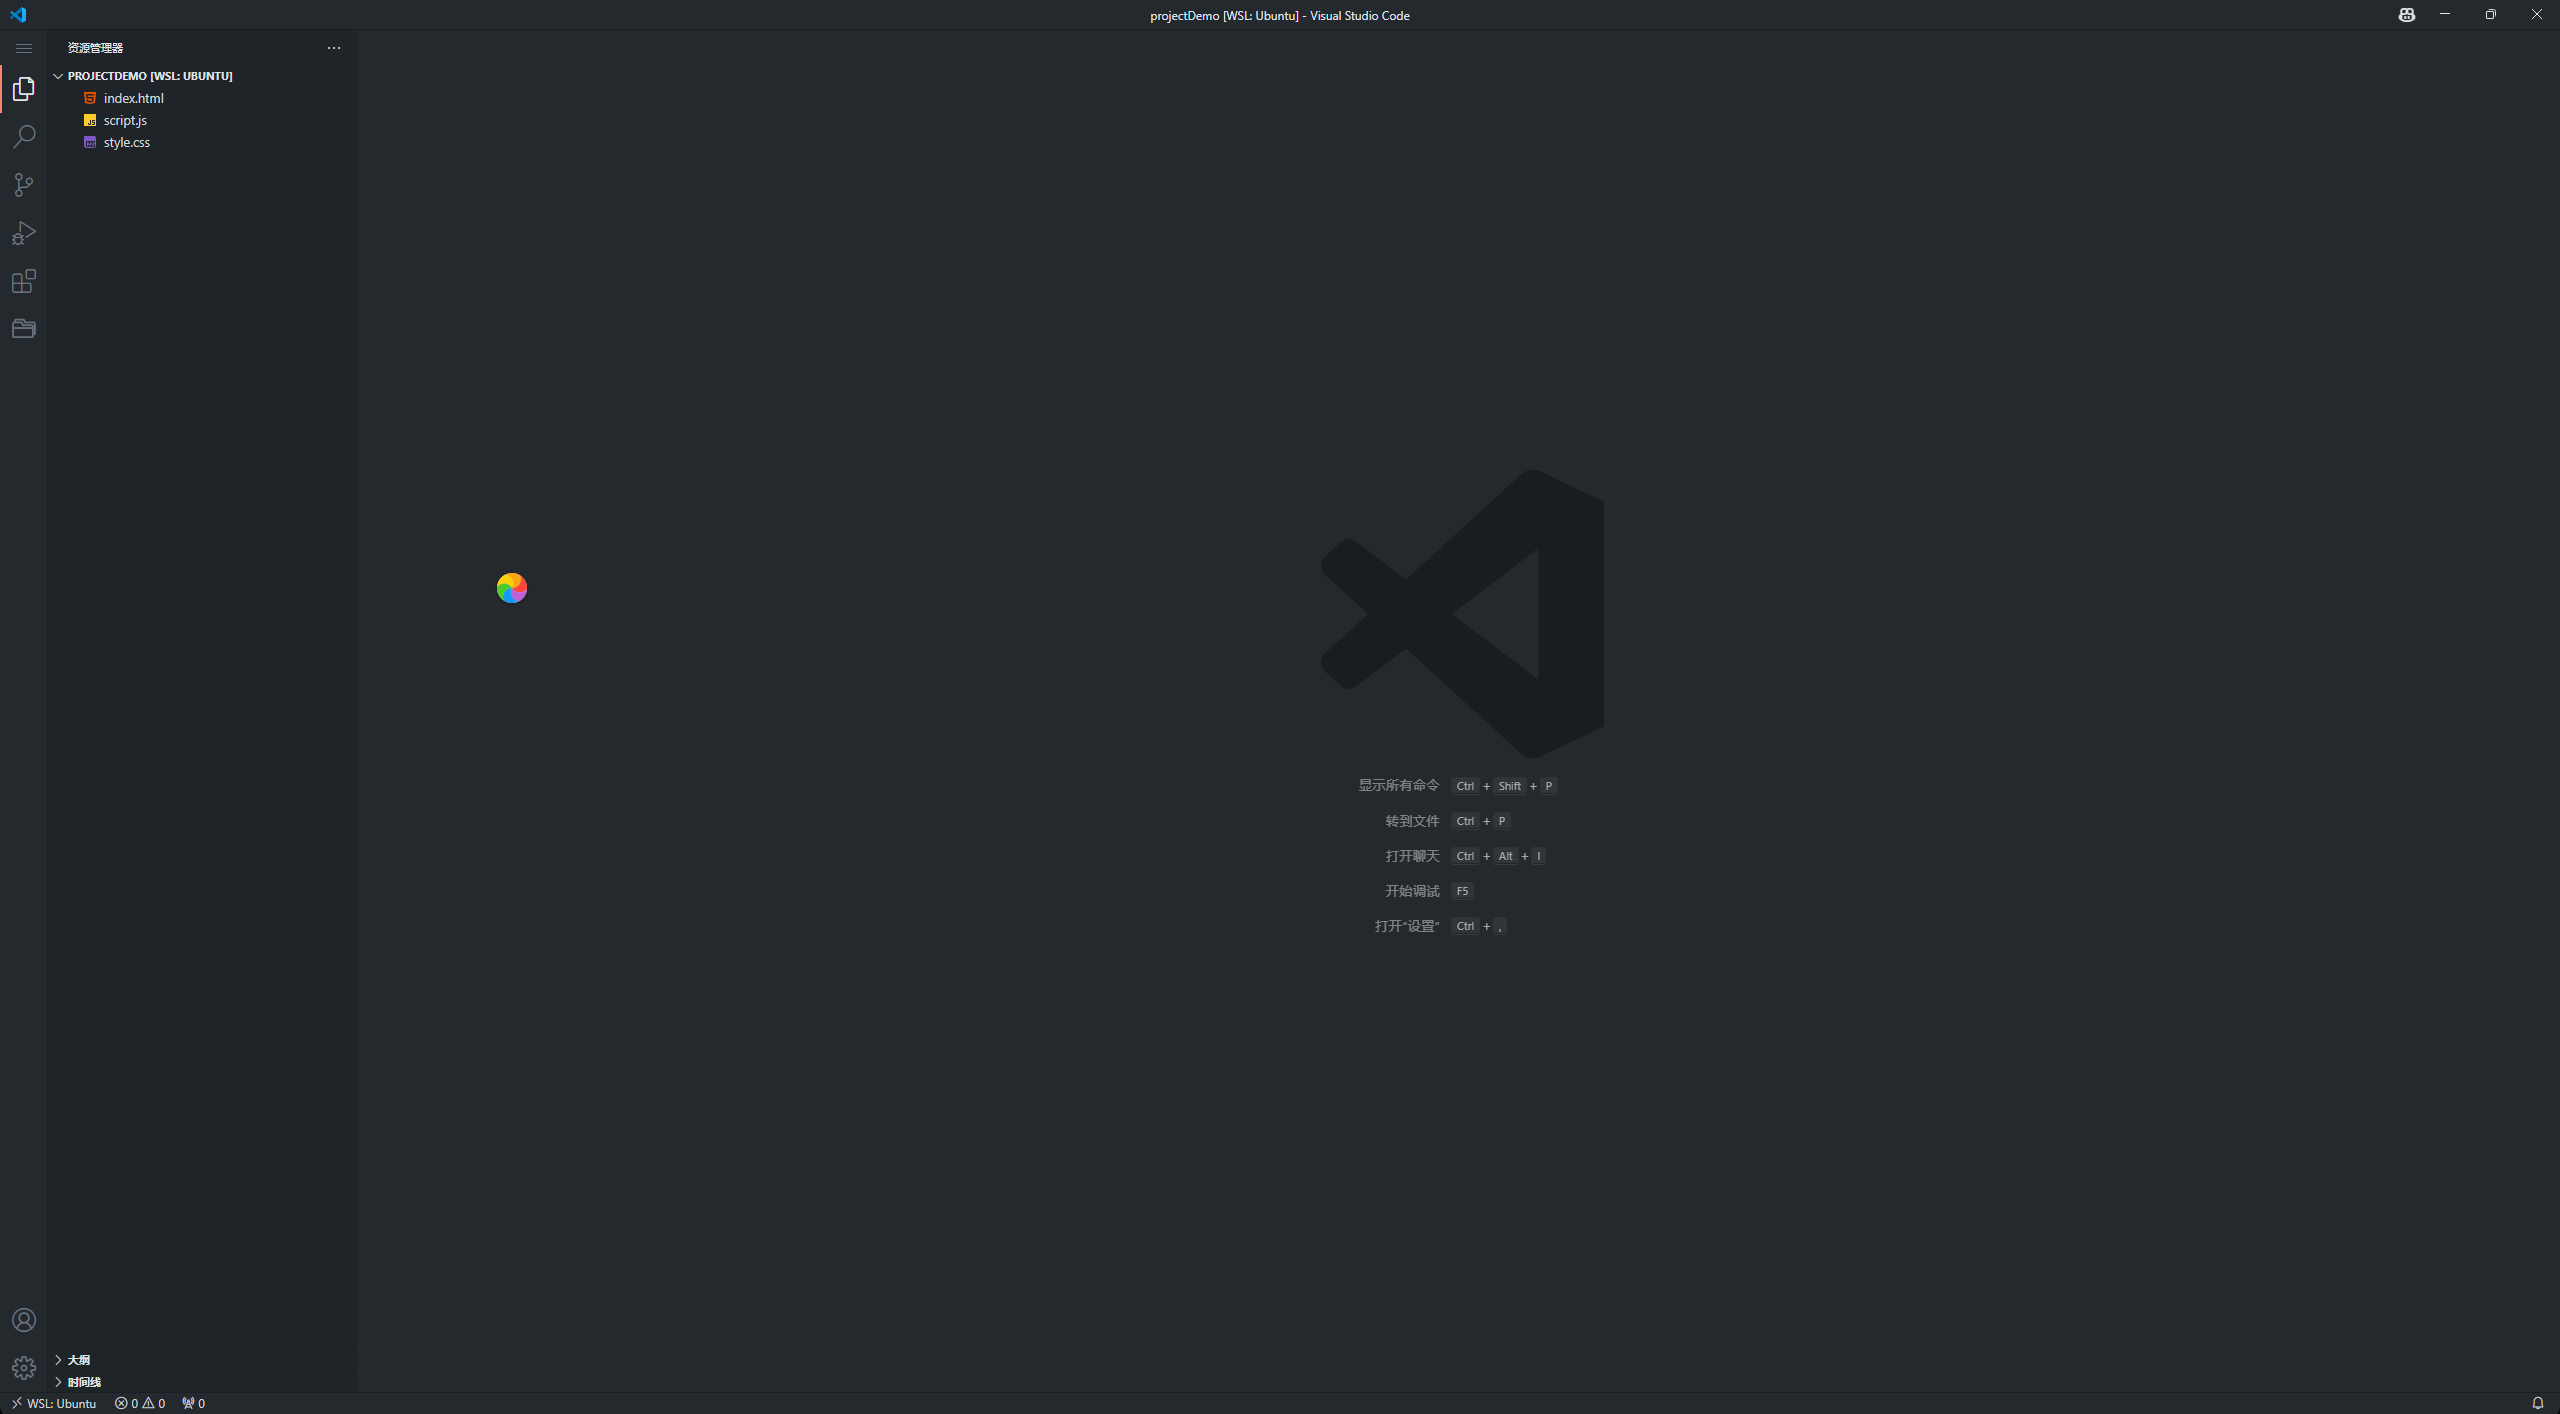 projectDemo [WSL: Ubuntu] - Visual Studio Code
资源管理器
PROJECTDEMO [WSL: UBUNTU]
index.html
script.js
style.css
显示所有命令 Ctrl + Shift + P
转到文件 Ctrl + P
打开聊天 Ctrl + Alt + I
开始调试 F5
打开"设置" Ctrl + ,
大纲
时间线
WSL: Ubuntu 0 0 0